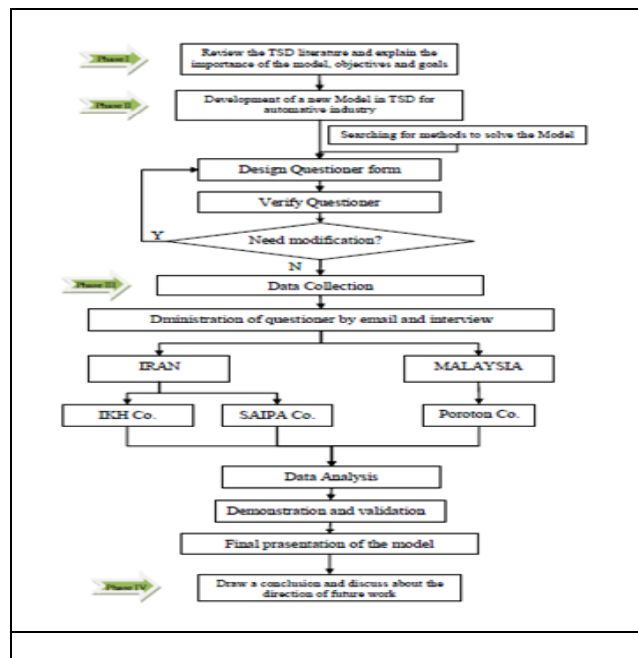 Phase I
Review the TSD literature and explain the
importance of the model, objectives and goals
Phase II
Development of a new Model in TSD for
automative industry
Searching for methods to solve the Model
Design Questioner form
Verify Questioner
Y
Need modification?
N
Phase III
Data Collection
Dministration of questioner by email and interview
IRAN
MALAYSIA
IKH Co.
SAIPA Co.
Poroton Co.
Data Analysis
Demonstration and validation
Final prasentation of the model
Phase IV
Draw a conclusion and discuss about the
direction of future work